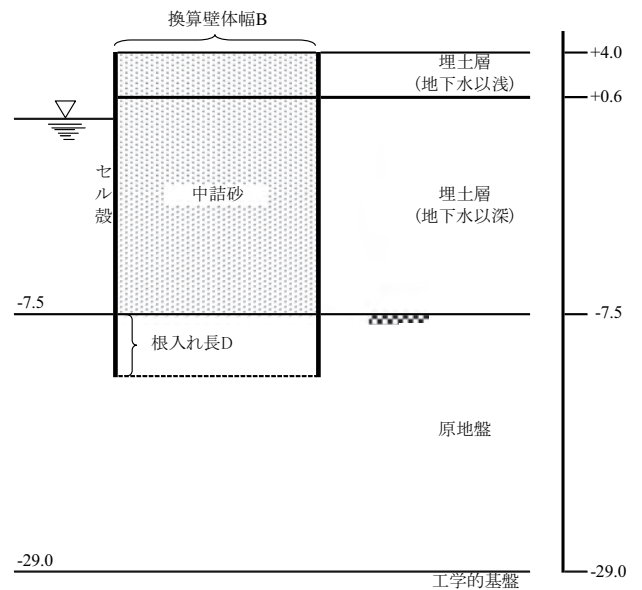 換算壁体幅B
+4.0
埋土層
(地下水以浅)
+0.6
セル殻
中詰砂
埋土層
(地下水以深)
-7.5
-7.5
根入れ長D
原地盤
-29.0
-29.0
工学的基盤